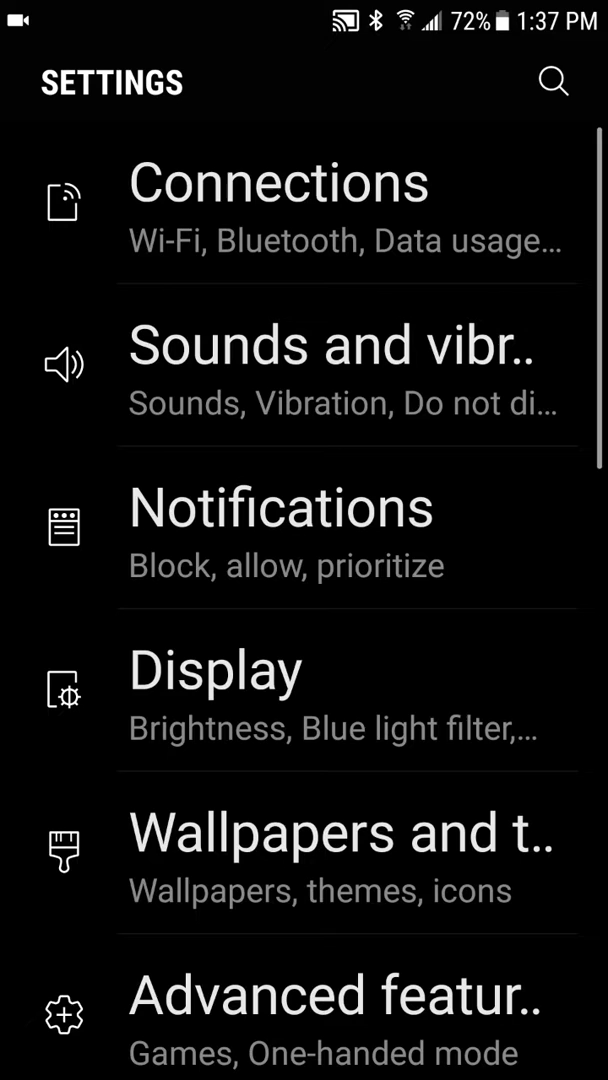 72% 1:37 PM
SETTINGS
Connections
Wi-Fi, Bluetooth, Data usage...
Sounds and vibr..
Sounds, Vibration, Do not di...
Notifications
Block, allow, prioritize
Display
Brightness, Blue light filter,...
Wallpapers and t..
Wallpapers, themes, icons
Advanced featur..
Games, One-handed mode